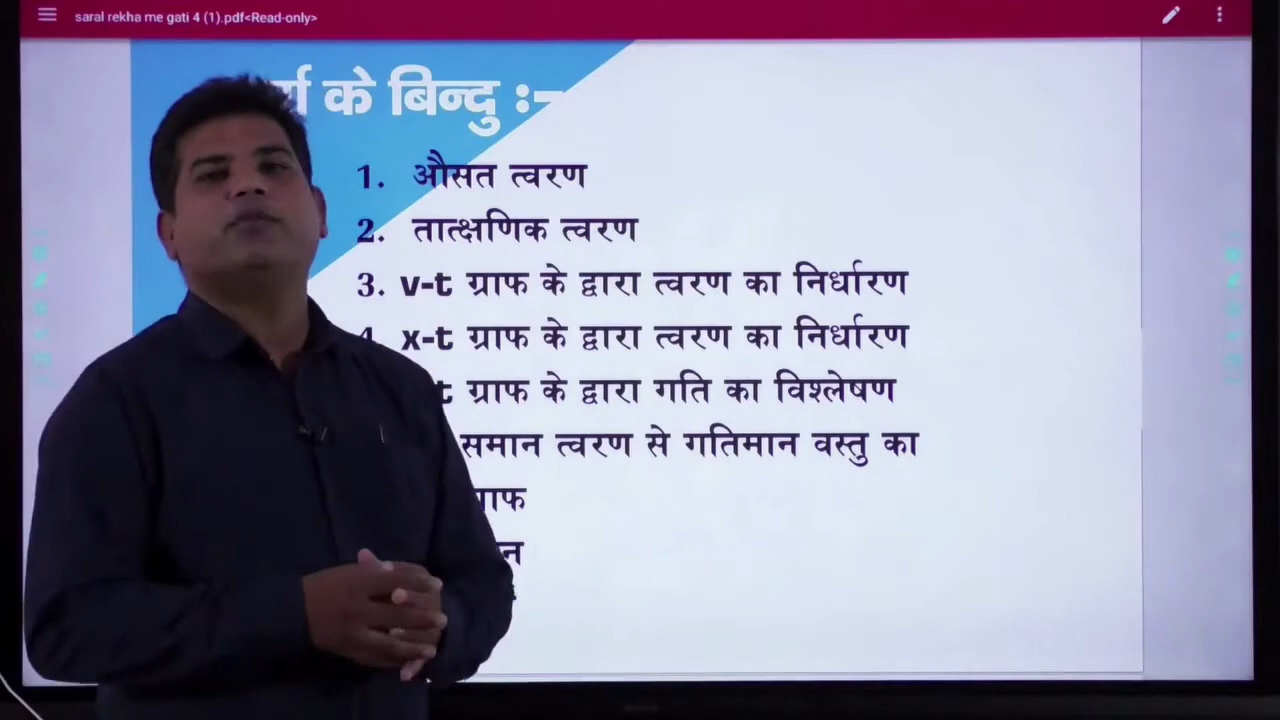 saral rekha me gati 4 (1).pdf<Read-only>
के बिन्दु :-
1. औसत त्वरण
2. तात्क्षणिक त्वरण
3. v-t ग्राफ के द्वारा त्वरण का निर्धारण
4. x-t ग्राफ के द्वारा त्वरण का निर्धारण
ग्राफ के द्वारा गति का विश्लेषण
समान त्वरण से गतिमान वस्तु का
ग्राफ